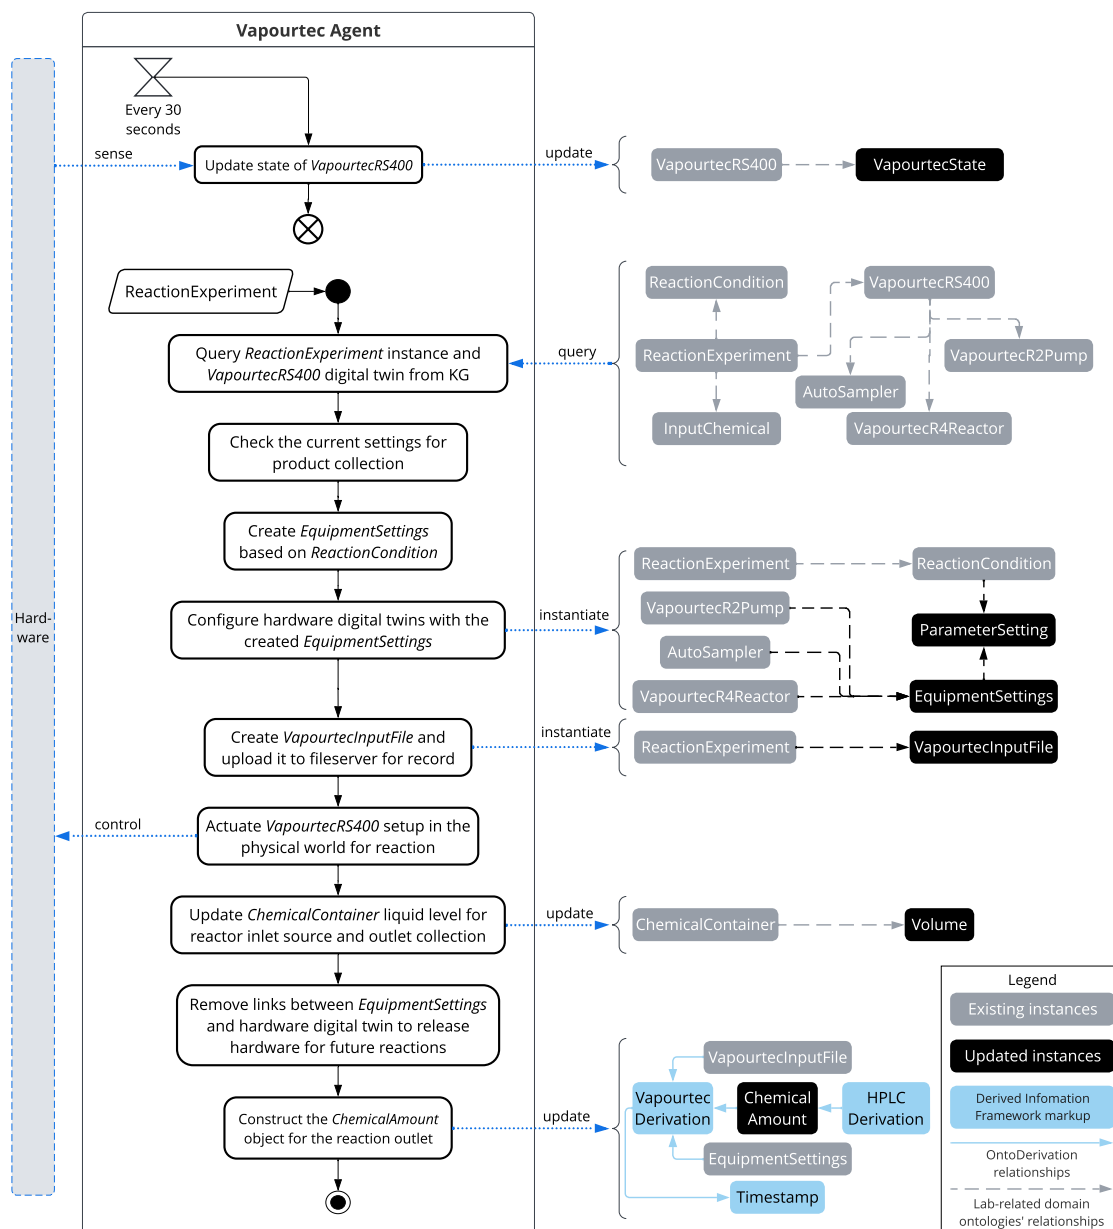 Vapourtec Agent
Every 30
seconds
sense
Update state of VapourtecRS400
update
VapourtecRS400
VapourtecState
ReactionExperiment
Query ReactionExperiment instance and
VapourtecRS400 digital twin from KG
query
ReactionCondition
VapourtecRS400
ReactionExperiment
VapourtecR2Pump
AutoSampler
InputChemical
VapourtecR4Reactor
Check the current settings for
product collection
Create EquipmentSettings
based on ReactionCondition
Hard-
ware
Configure hardware digital twins with the
created EquipmentSettings
instantiate
ReactionExperiment
ReactionCondition
VapourtecR2Pump
ParameterSetting
AutoSampler
VapourtecR4Reactor
EquipmentSettings
Create VapourtecInputFile and
upload it to fileserver for record
instantiate
ReactionExperiment
VapourtecInputFile
control
Actuate VapourtecRS400 setup in the
physical world for reaction
Update ChemicalContainer liquid level for
reactor inlet source and outlet collection
update
ChemicalContainer
Volume
Remove links between EquipmentSettings
and hardware digital twin to release
hardware for future reactions
Construct the ChemicalAmount
object for the reaction outlet
update
VapourtecInputFile
Vapourtec
Derivation
Chemical
Amount
HPLC
Derivation
EquipmentSettings
Timestamp
Legend
Existing instances
Updated instances
Derived Infomation
Framework markup
OntoDerivation
relationships
Lab-related domain
ontologies' relationships